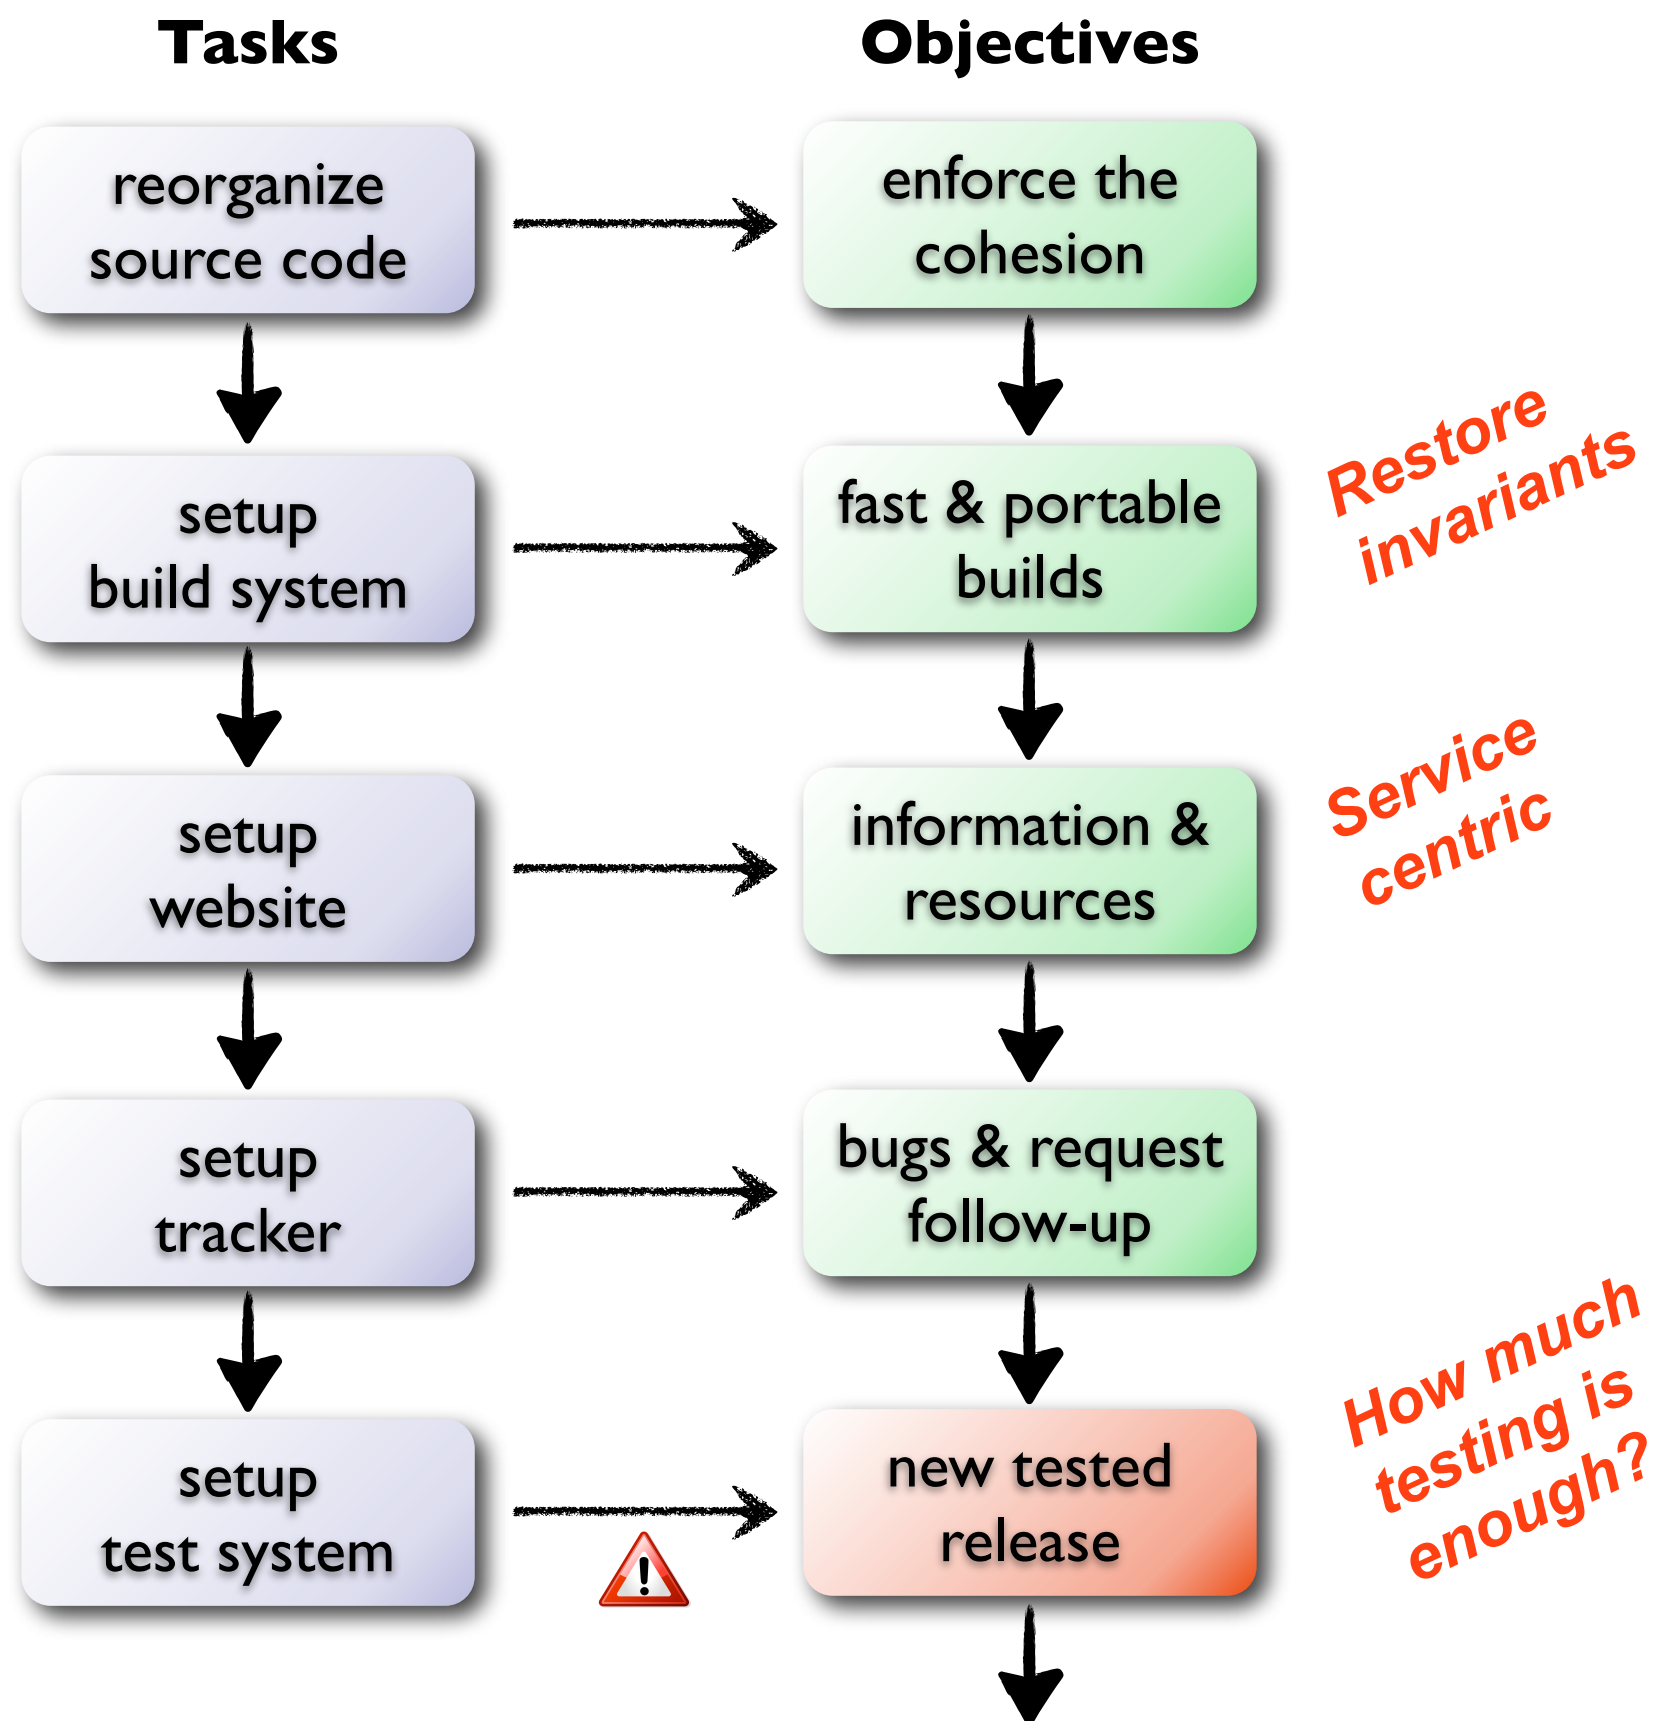 Tasks
Objectives
reorganize
source code
enforce the
cohesion
Restore
invariants
setup
build system
fast & portable
builds
Service
centric
setup
website
information &
resources
setup
tracker
bugs & request
follow-up
How much
testing is
enough?
setup
test system
!
new tested
release